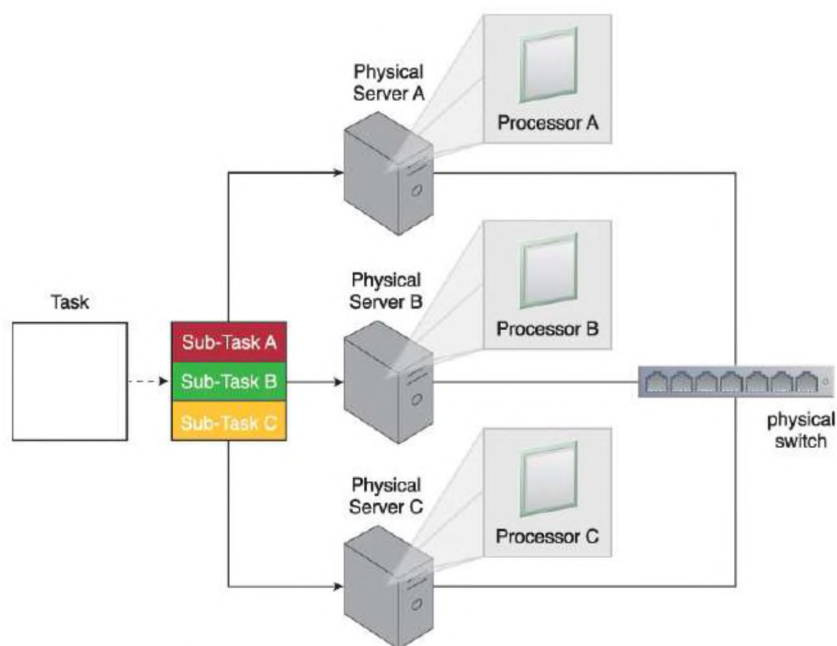 Physical
Server A
Processor A
Physical
Server B
Processor B
Task
Sub-Task A
Sub-Task B
Sub-Task C
physical
switch
Physical
Server C
Processor C